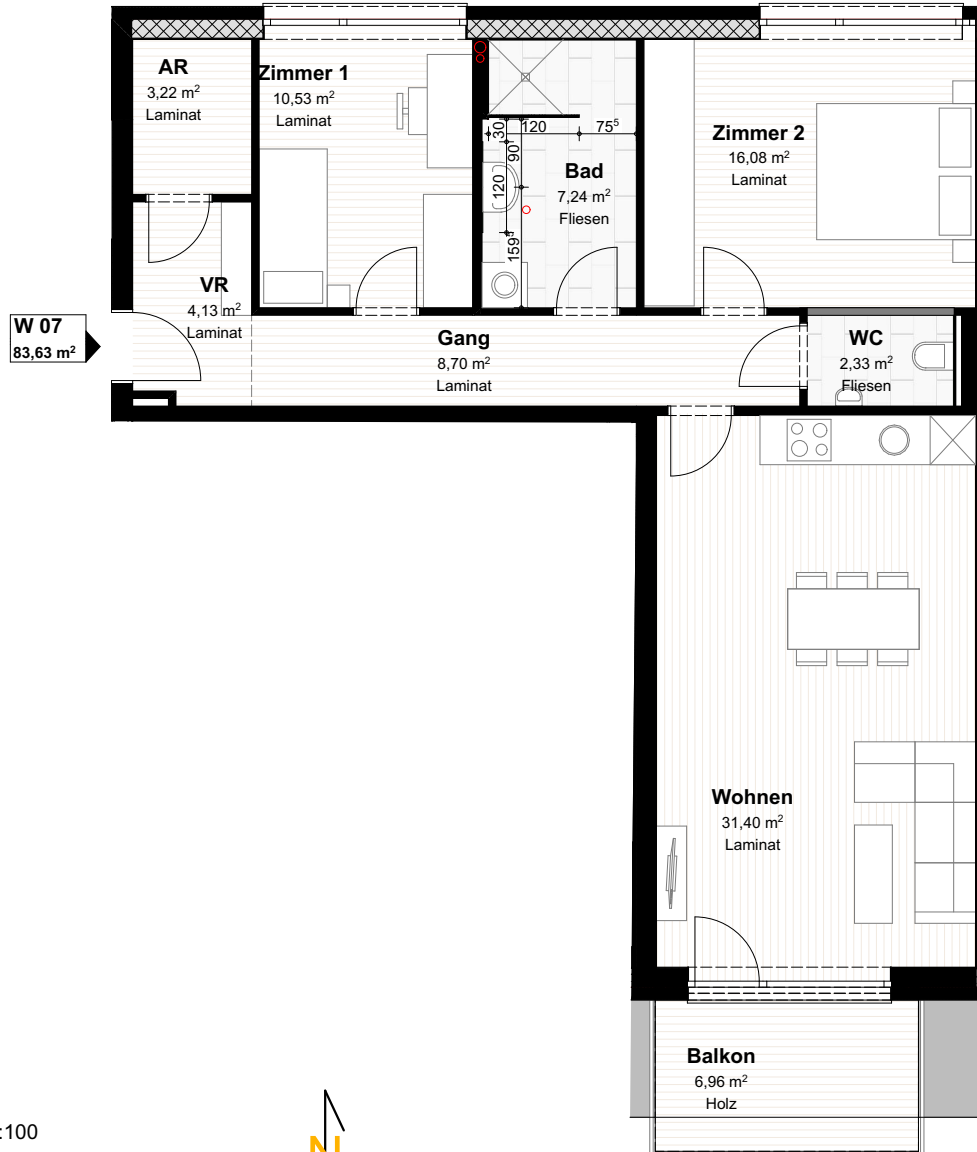 AR
3,22 m²
Laminat
Zimmer 1
10,53 m²
Laminat
30
120
75⁵
90
120
159⁵
Bad
7,24 m²
Fliesen
Zimmer 2
16,08 m²
Laminat
VR
4,13 m²
Laminat
W 07
83,63 m²
Gang
8,70 m²
Laminat
WC
2,33 m²
Fliesen
Wohnen
31,40 m²
Laminat
Balkon
6,96 m²
Holz
:100
N